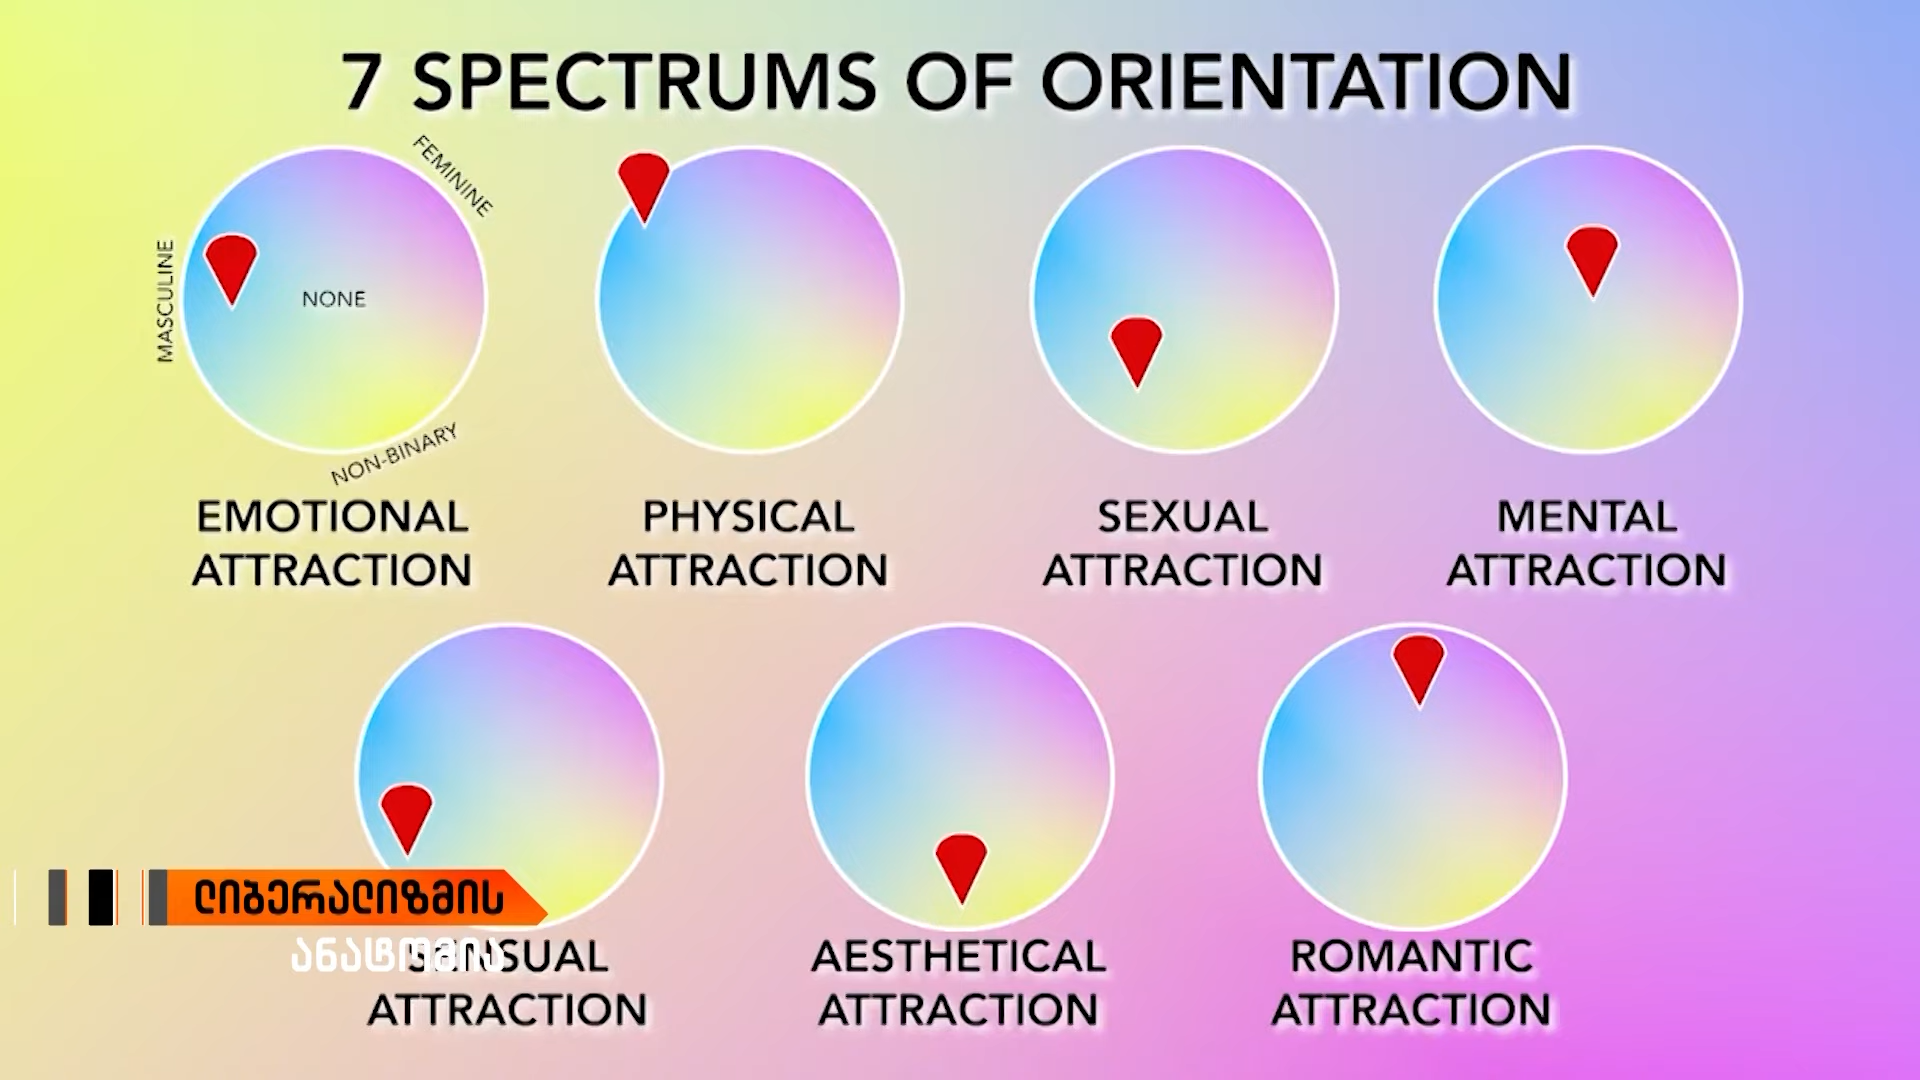 7 SPECTRUMS OF ORIENTATION
FEMININE
MASCULINE
NONE
NON-BINARY
EMOTIONAL
ATTRACTION
PHYSICAL
ATTRACTION
SEXUAL
ATTRACTION
MENTAL
ATTRACTION
ლიბერალიზმის
ანატომია
SENSUAL
ATTRACTION
AESTHETICAL
ATTRACTION
ROMANTIC
ATTRACTION